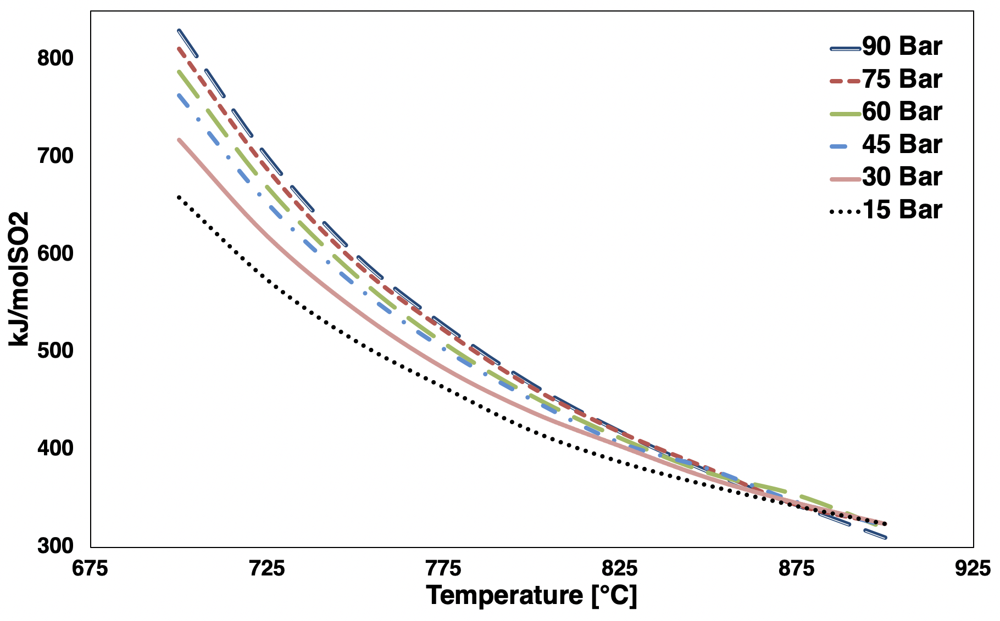 90 Bar
75 Bar
60 Bar
45 Bar
30 Bar
15 Bar
800
700
600
500
400
300
kJ/molSO2
675 725 775 825 875 925
Temperature [°C]